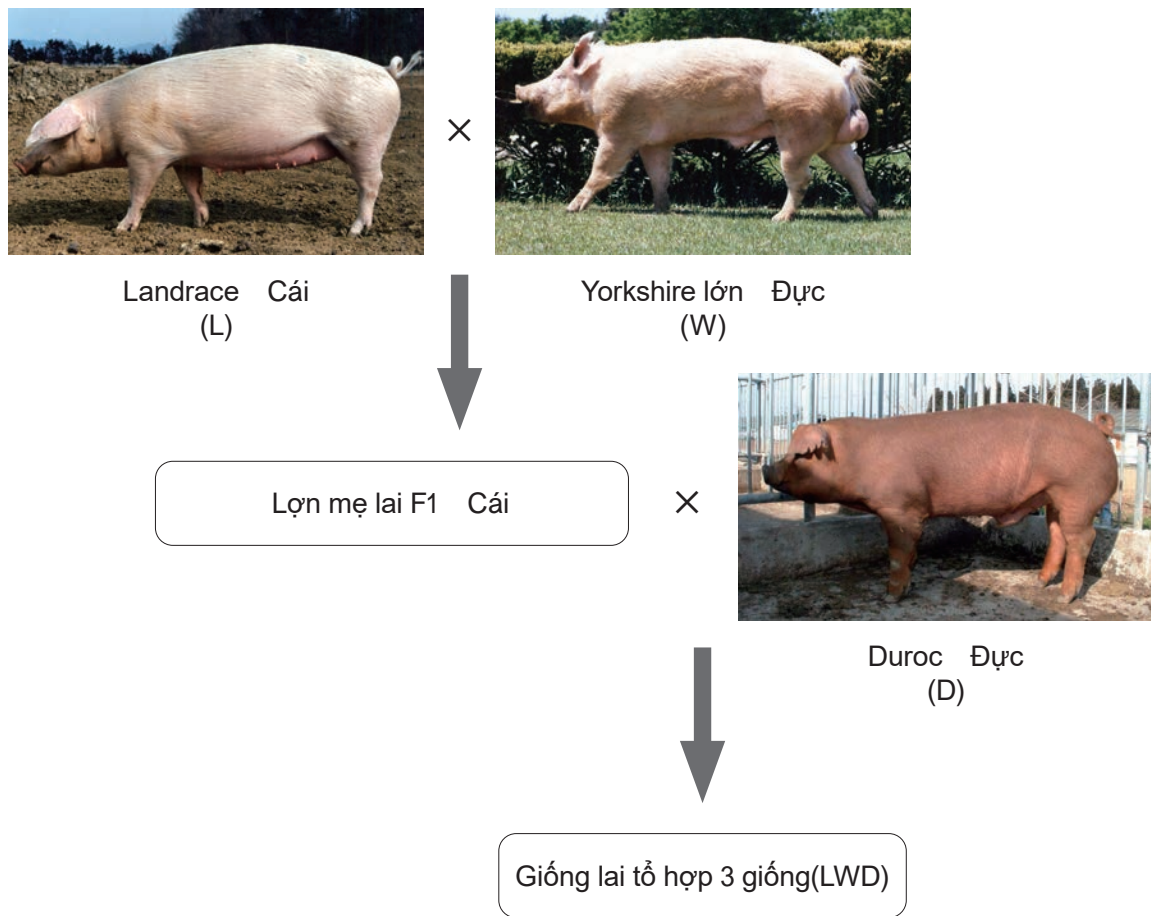 ×
Landrace Cái
(L)
Yorkshire lớn Đực
(W)
Lợn mẹ lai F1 Cái
×
Duroc Đực
(D)
Giống lai tổ hợp 3 giống(LWD)